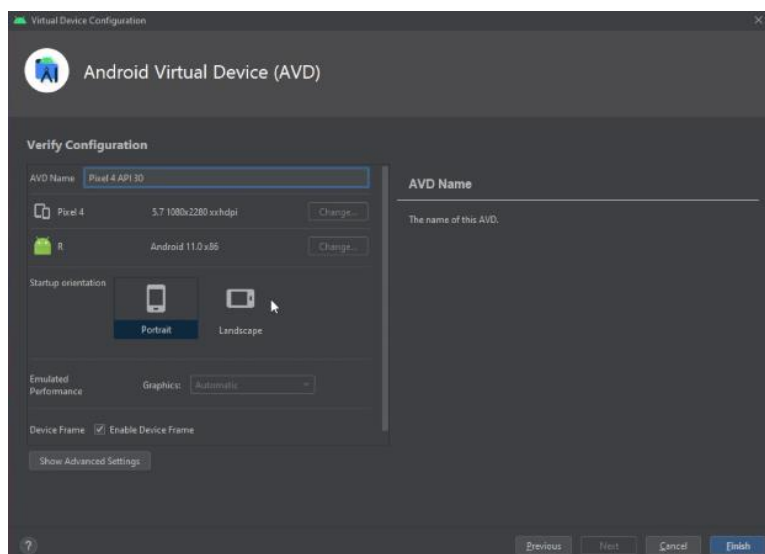 Virtual Device Configuration
Android Virtual Device (AVD)
Verify Configuration
AVD Name Pixel 4 API 30
AVD Name
The name of this AVD.
Pixel 4 5.7 1080x2280 xxhdpi Change...
R Android 11.0 x86 Change...
Startup orientation
Portrait Landscape
Emulated
Performance
Graphics: Automatic
Device Frame Enable Device Frame
Show Advanced Settings
? Previous Next Cancel Finish